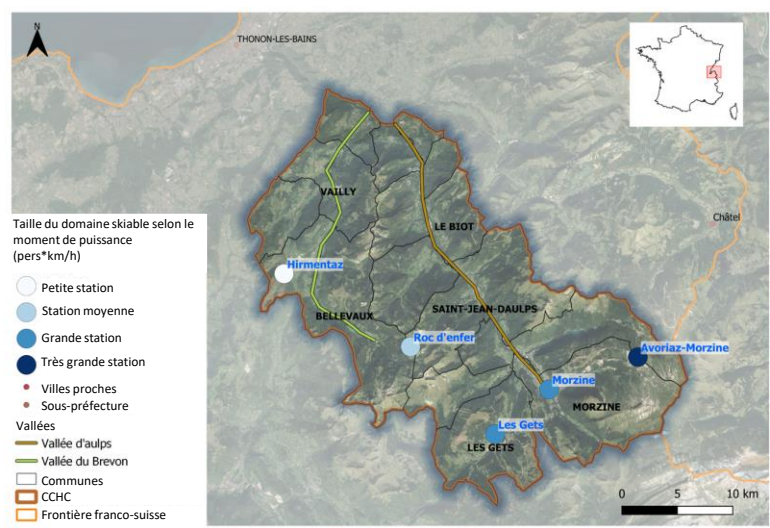 N
THONON-LES-BAINS
VAILLY
LE BIOT
Châtel
Hirmentaz
SAINT-JEAN-DAULPS
BELLEVAUX
Roc d'enfer
Avoriaz-Morzine
Morzine
MORZINE
Les Gets
LES GETS
Taille du domaine skiable selon le
moment de puissance
(pers*km/h)
Petite station
Station moyenne
Grande station
Très grande station
Villes proches
Sous-préfecture
Vallées
Vallée d'aulps
Vallée du Brevon
Communes
CCHC
Frontière franco-suisse
0 5 10 km